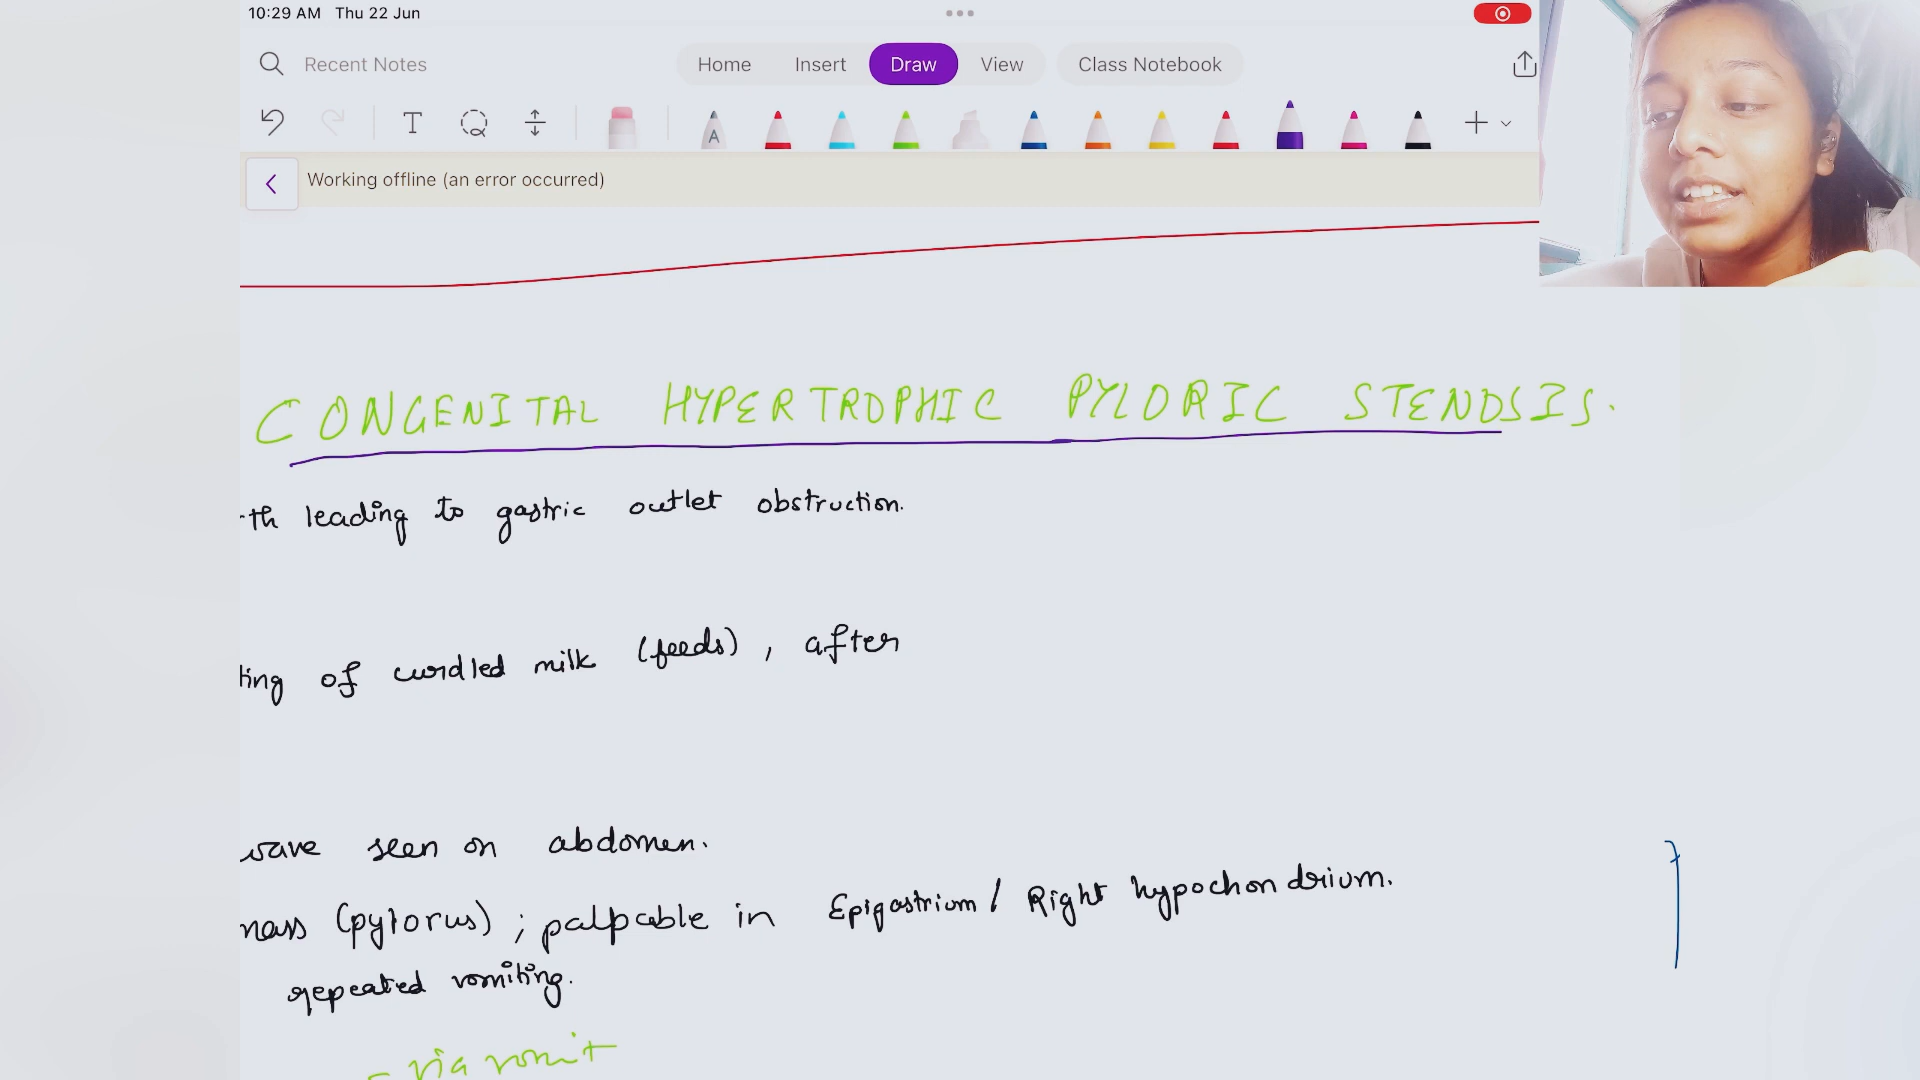 10:29 AM Thu 22 Jun
Recent Notes
Home Insert Draw View Class Notebook
T
A
Working offline (an error occurred)
CONGENITAL HYPERTROPHIC PYLORIC STENOSIS.
th leading to gastric outlet obstruction.
ting of curdled milk (feeds), after
wave seen on abdomen.
mass (pylorus); palpable in Epigastrium / Right hypochondrium.
repeated vomiting.
via vomit